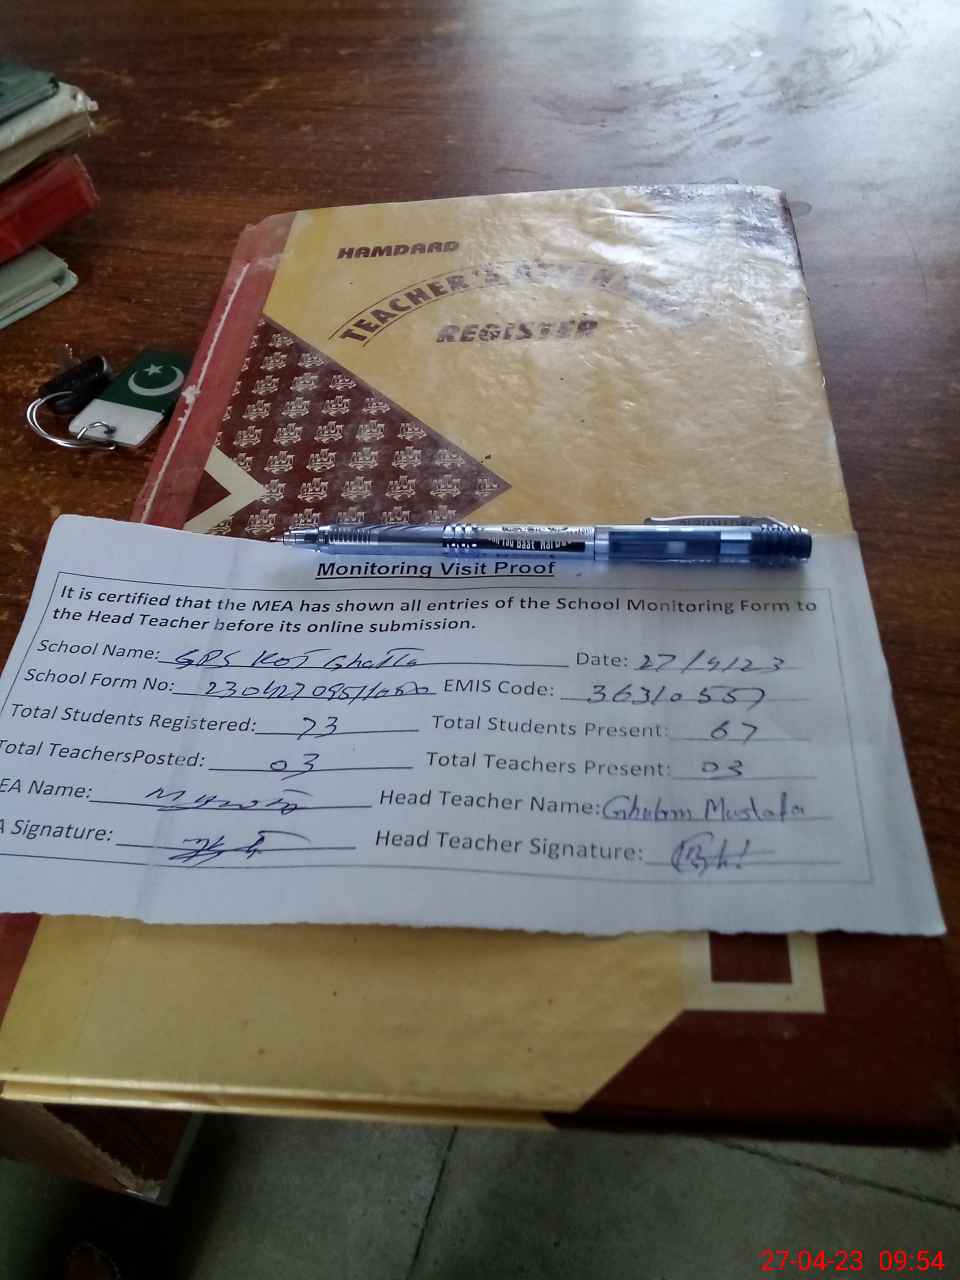 HAMDARD
TEACHER'S
REGISTER
Monitoring Visit Proof
It is certified that the MEA has shown all entries of the School Monitoring Form to
the Head Teacher before its online submission.
School Name: GPS Kot Ghalla Date: 27/4/23
School Form No: EMIS Code: 36310557
Total Students Registered: 73 Total Students Present: 67
Total TeachersPosted: 03 Total Teachers Present: 03
EA Name: Head Teacher Name: Ghulam Mustafa
A Signature: Head Teacher Signature:
27-04-23 09:54